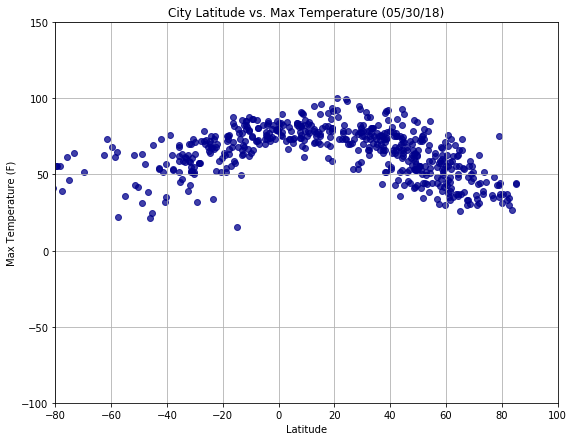 City Latitude vs. Max Temperature (05/30/18)
150
100
50
0
−50
−100
Max Temperature (F)
−80 −60 −40 −20 0 20 40 60 80 100
Latitude